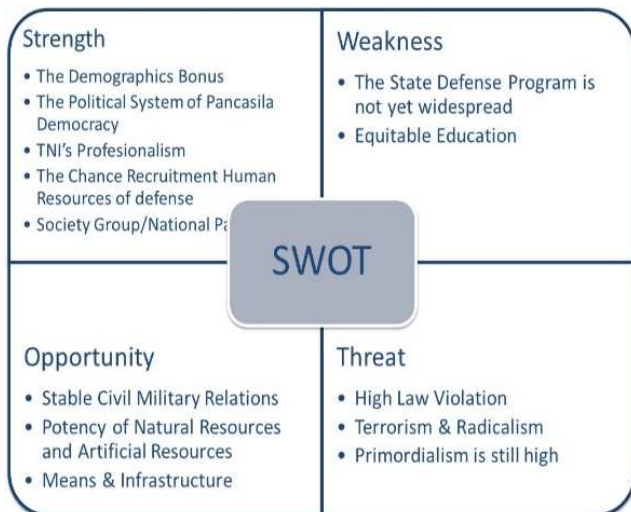 Strength
• The Demographics Bonus
• The Political System of Pancasila
Democracy
• TNI's Profesionalism
• The Chance Recruitment Human
Resources of defense
• Society Group/National
Weakness
• The State Defense Program is
not yet widespread
• Equitable Education
SWOT
Opportunity
• Stable Civil Military Relations
• Potency of Natural Resources
and Artificial Resources
• Means & Infrastructure
Threat
• High Law Violation
• Terrorism & Radicalism
• Primordialism is still high